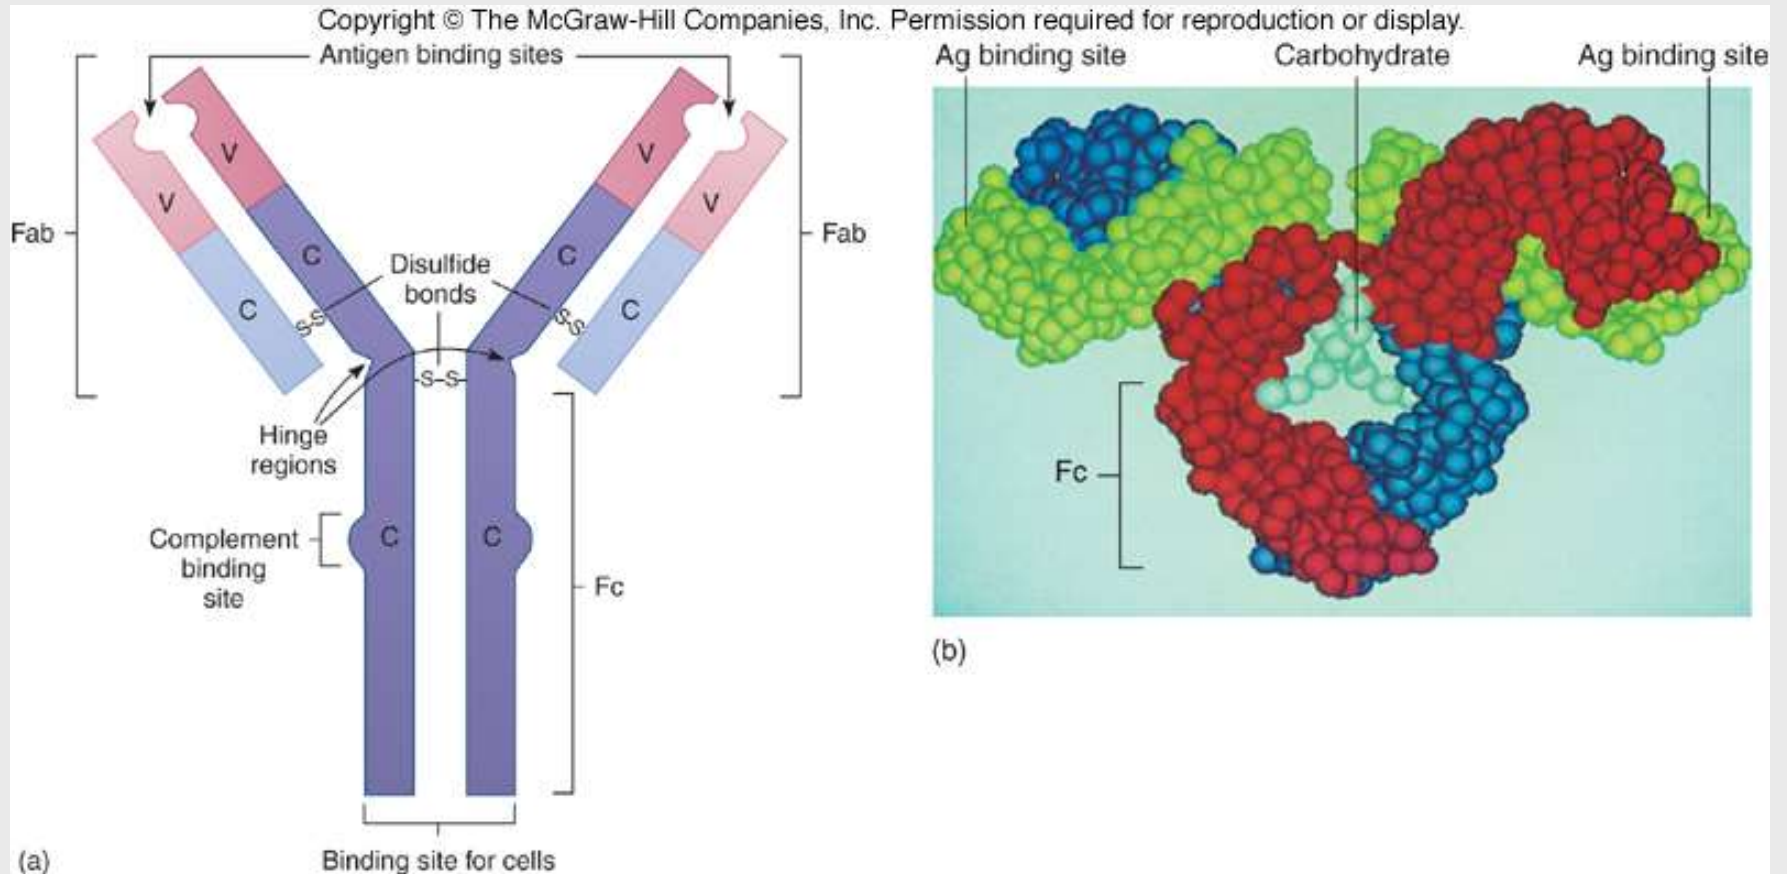 Copyright © The McGraw-Hill Companies, Inc. Permission required for reproduction or display.
Antigen binding sites
V
V
V
V
Fab
Fab
C
C
Disulfide
bonds
C
C
S-S
S-S
-S-S-
Hinge
regions
Complement
binding
site
C
C
Fc
Binding site for cells
(a)
Ag binding site
Carbohydrate
Ag binding site
Fc
(b)